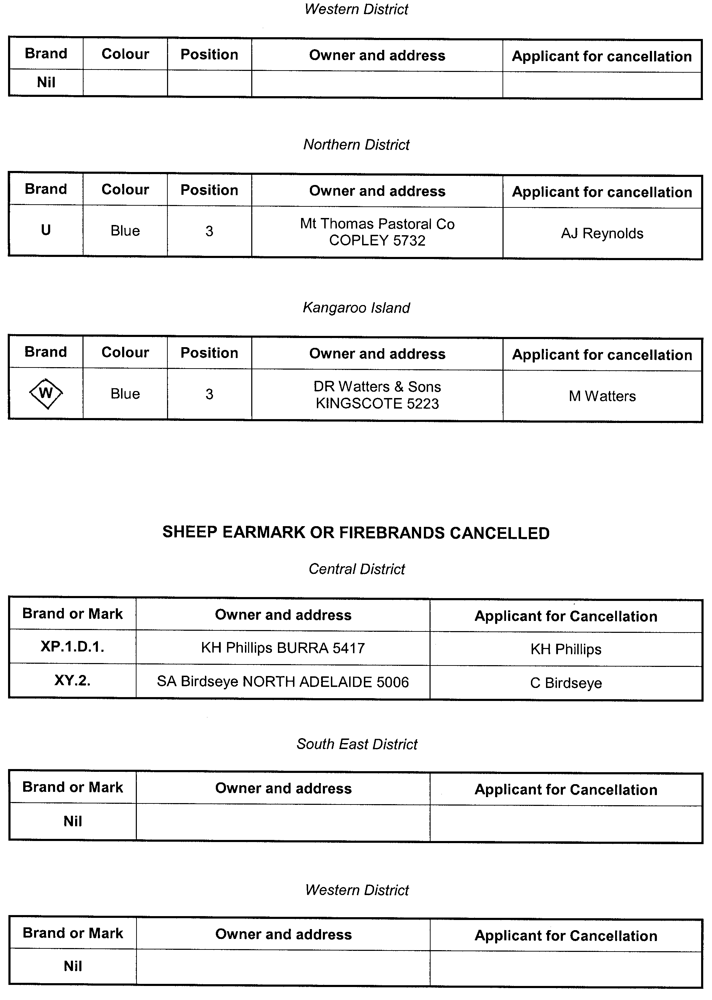 Western District
Brand Colour Position Owner and address Applicant for cancellation
Nil
Northern District
Brand Colour Position Owner and address Applicant for cancellation
U Blue 3 Mt Thomas Pastoral Co
COPLEY 5732 AJ Reynolds
Kangaroo Island
Brand Colour Position Owner and address Applicant for cancellation
W Blue 3 DR Watters & Sons
KINGSCOTE 5223 M Watters
SHEEP EARMARK OR FIREBRANDS CANCELLED
Central District
Brand or Mark Owner and address Applicant for Cancellation
XP.1.D.1. KH Phillips BURRA 5417 KH Phillips
XY.2. SA Birdseye NORTH ADELAIDE 5006 C Birdseye
South East District
Brand or Mark Owner and address Applicant for Cancellation
Nil
Western District
Brand or Mark Owner and address Applicant for Cancellation
Nil